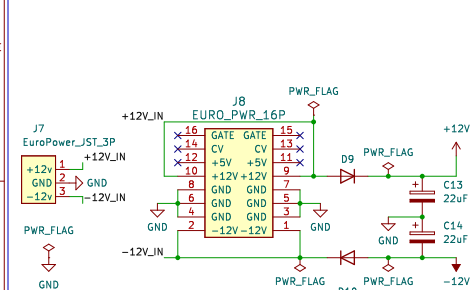 PWR_FLAG
J8
+12V_IN
EURO_PWR_16P
+12V
J7
EuroPower_JST_3P
16 GATE GATE 15
14 CV CV 13
12 +5V +5V 11
10 +12V +12V 9
8 GND GND 7
6 GND GND 5
4 GND GND 3
2 -12V -12V 1
+12v 1
GND 2
-12v 3
+12V_IN
GND
-12V_IN
D9
PWR_FLAG
C13
22uF
C14
22uF
GND
GND
GND
PWR_FLAG
GND
-12V_IN
PWR_FLAG
PWR_FLAG
-12V